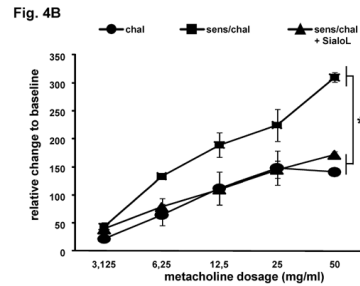 Fig. 4B
chal
sens/chal
sens/chal
+ SialoL
relative change to baseline
350
300
250
200
150
100
50
0
3,125
6,25
12,5
25
50
metacholine dosage (mg/ml)
*